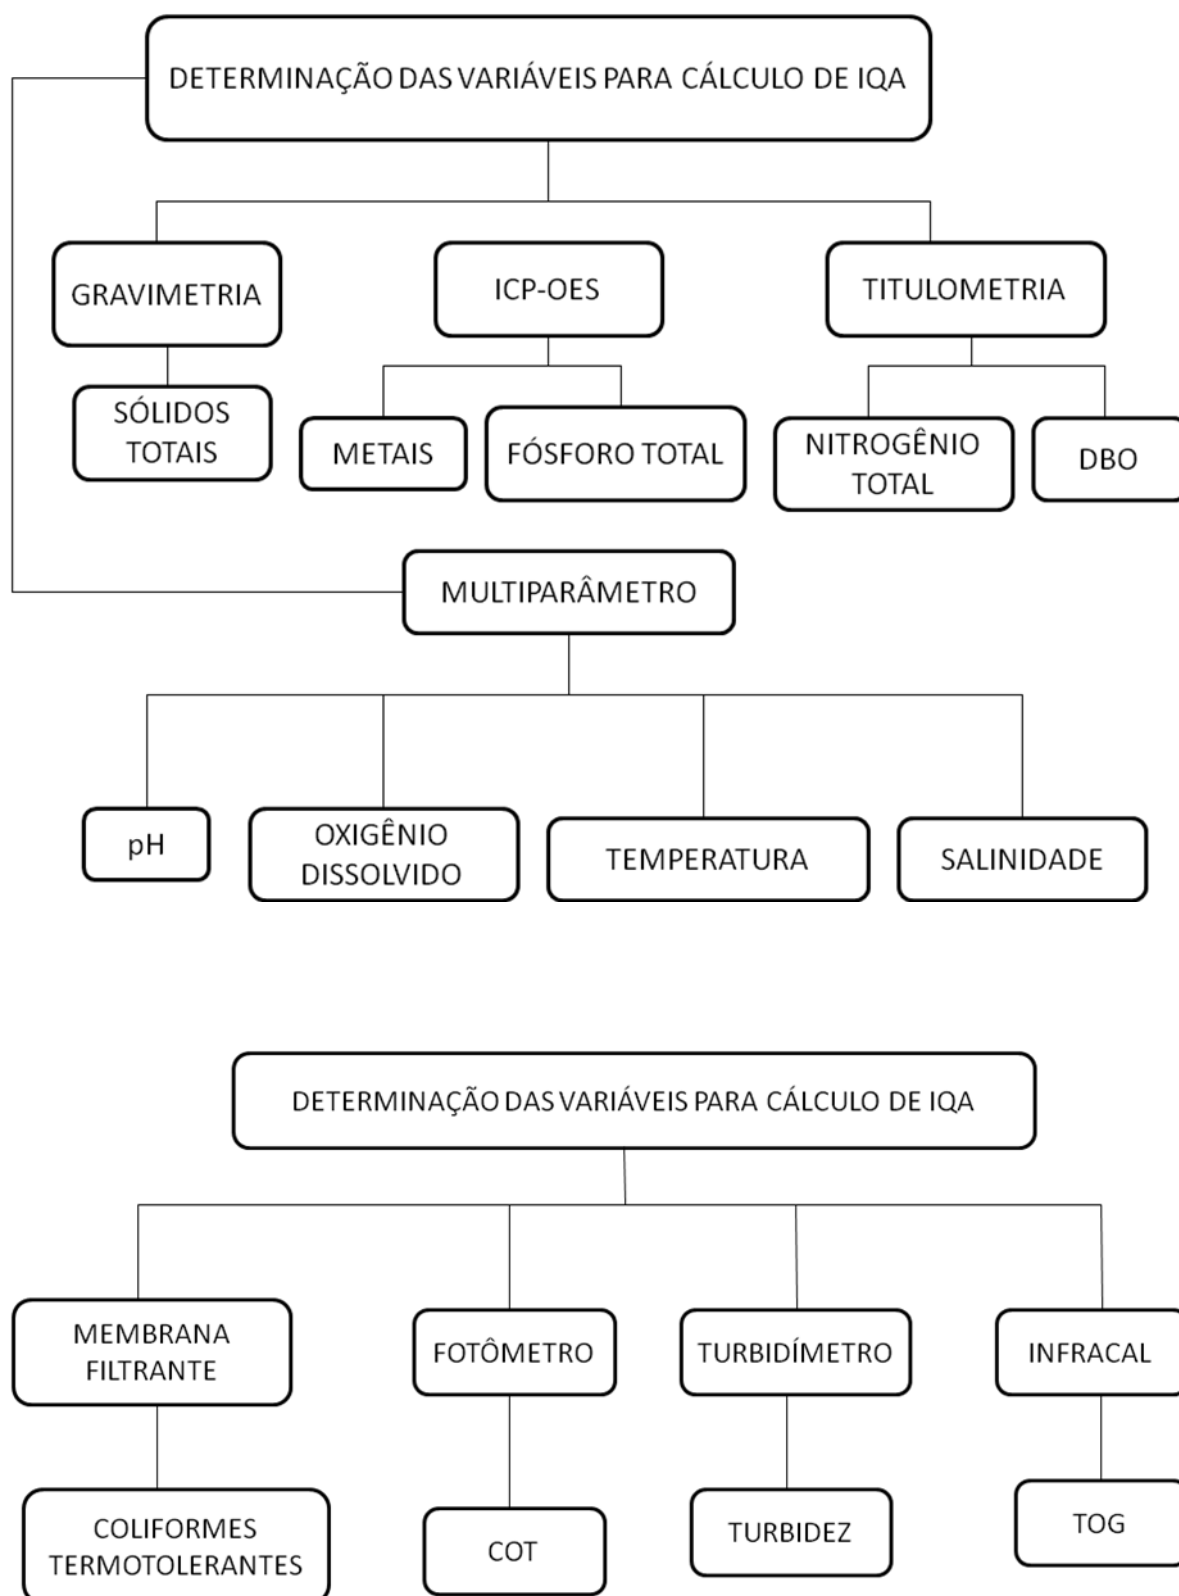 DETERMINAÇÃO DAS VARIÁVEIS PARA CÁLCULO DE IQA
GRAVIMETRIA
ICP-OES
TITULOMETRIA
SÓLIDOS
TOTAIS
METAIS
FÓSFORO TOTAL
NITROGÊNIO
TOTAL
DBO
MULTIPARÂMETRO
pH
OXIGÊNIO
DISSOLVIDO
TEMPERATURA
SALINIDADE
DETERMINAÇÃO DAS VARIÁVEIS PARA CÁLCULO DE IQA
MEMBRANA
FILTRANTE
FOTÔMETRO
TURBIDÍMETRO
INFRACAL
COLIFORMES
TERMOTOLERANTES
COT
TURBIDEZ
TOG